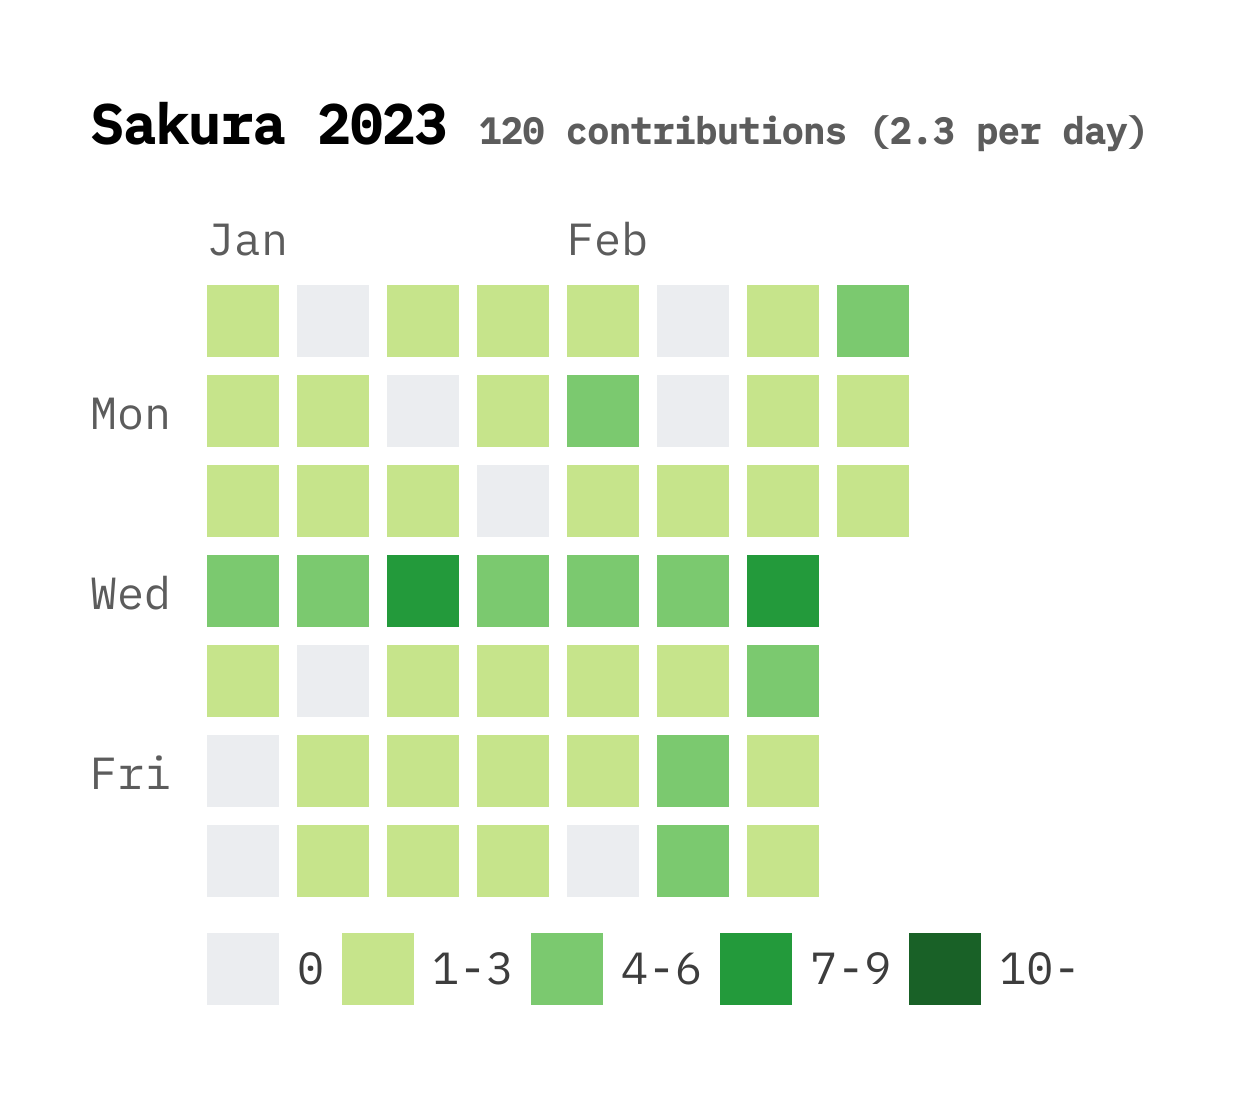 Sakura 2023 120 contributions (2.3 per day)
Jan Feb
Mon
Wed
Fri
0 1-3 4-6 7-9 10-